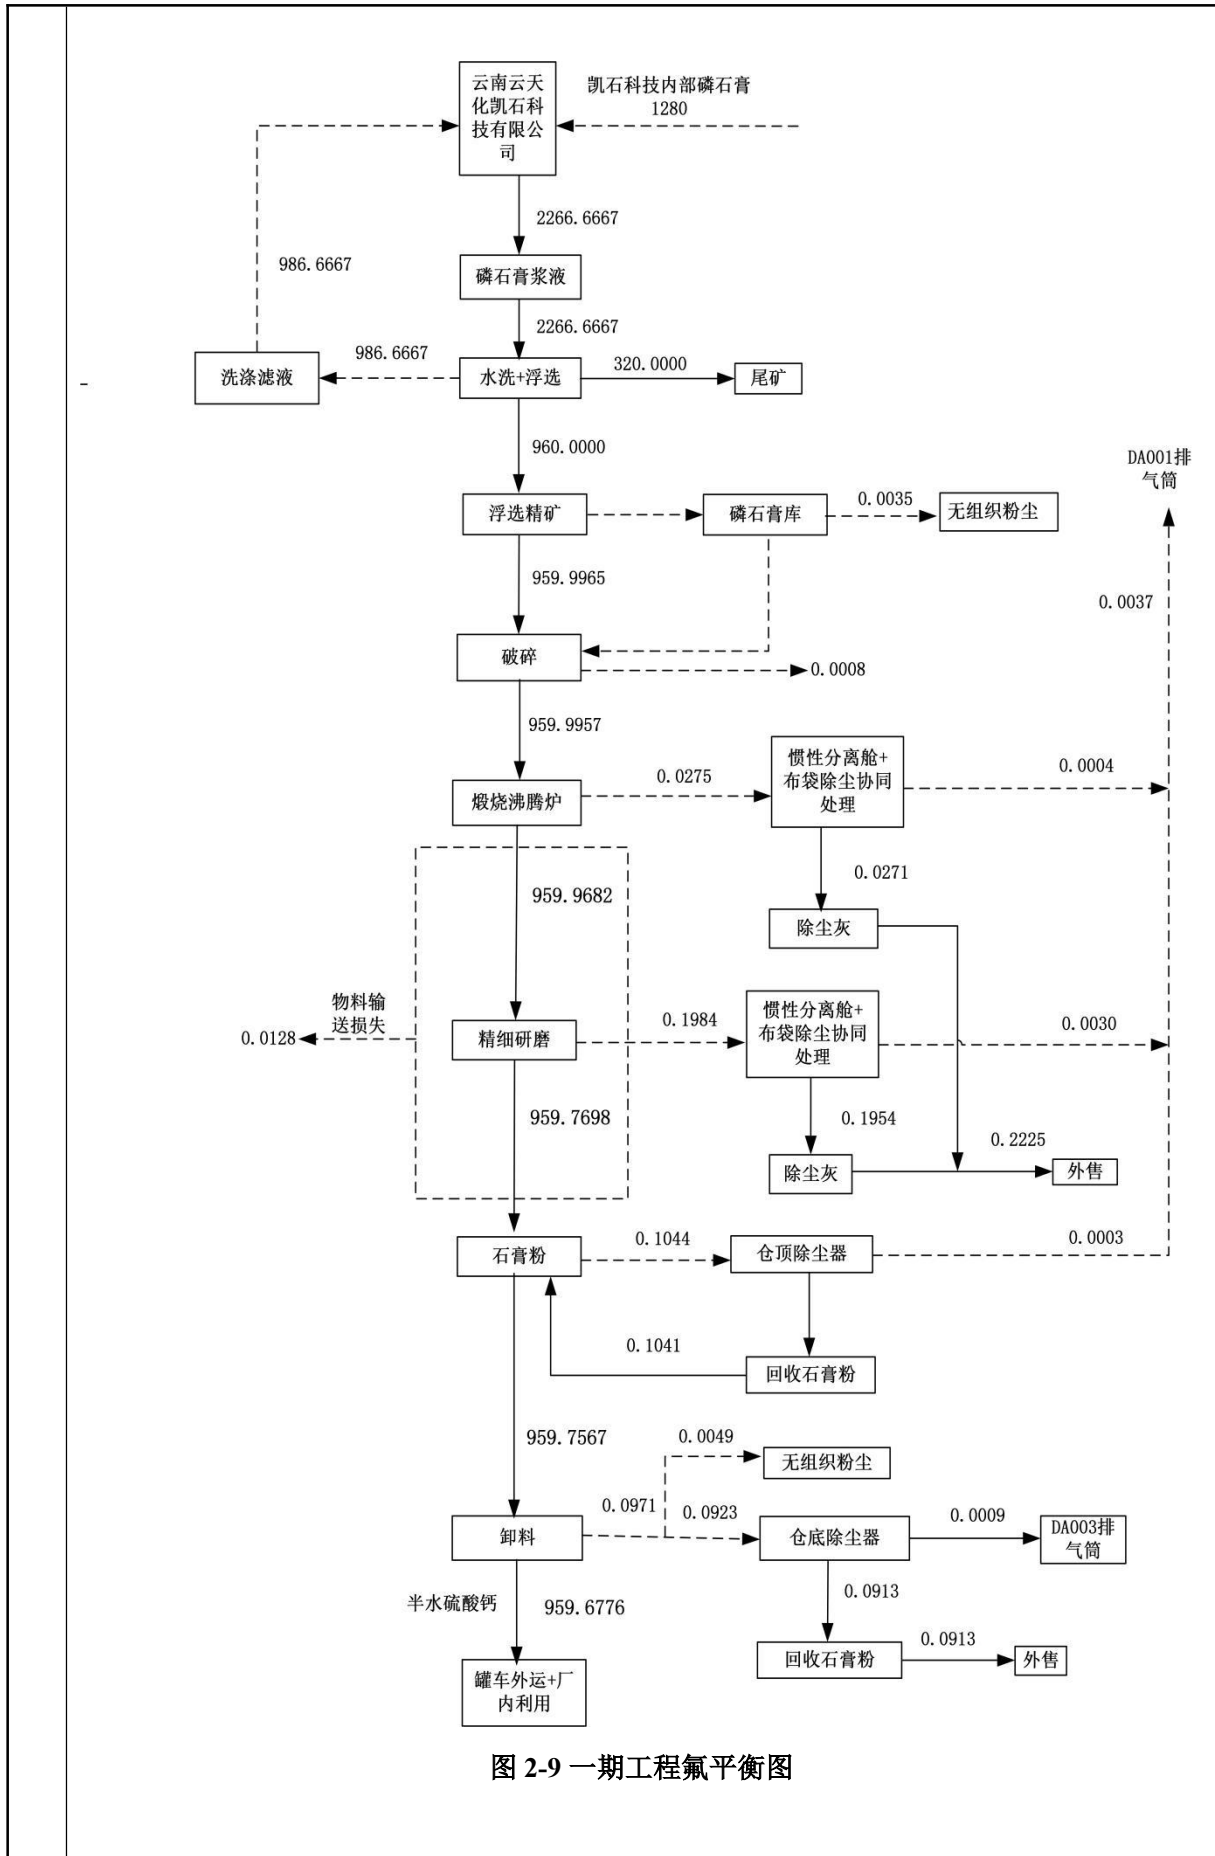 云南云天
化凯石科
技有限公
司
凯石科技内部磷石膏
1280
2266.6667
986.6667
磷石膏浆液
2266.6667
986.6667
320.0000
洗涤滤液
水洗+浮选
尾矿
960.0000
DA001排
气筒
0.0035
浮选精矿
磷石膏库
无组织粉尘
959.9965
0.0037
破碎
0.0008
959.9957
惯性分离舱+
布袋除尘协同
处理
0.0275
0.0004
煅烧沸腾炉
959.9682
0.0271
除尘灰
物料输
送损失
0.0128
精细研磨
0.1984
惯性分离舱+
布袋除尘协同
处理
0.0030
959.7698
0.1954
0.2225
除尘灰
外售
石膏粉
0.1044
仓顶除尘器
0.0003
0.1041
回收石膏粉
959.7567
0.0049
无组织粉尘
0.0971
0.0923
0.0009
卸料
仓底除尘器
DA003排
气筒
半水硫酸钙
959.6776
0.0913
0.0913
回收石膏粉
外售
罐车外运+厂
内利用
图 2-9 一期工程氟平衡图